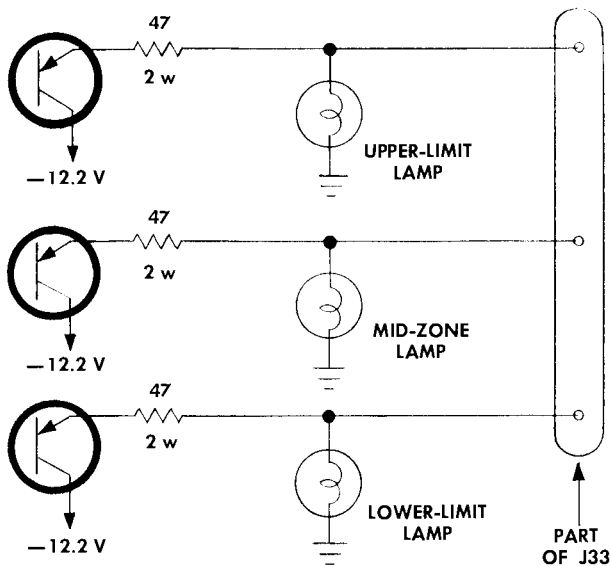 47
2 w
—12.2 V
UPPER-LIMIT
LAMP
47
2 w
—12.2 V
MID-ZONE
LAMP
47
2 w
—12.2 V
LOWER-LIMIT
LAMP
PART
OF J33